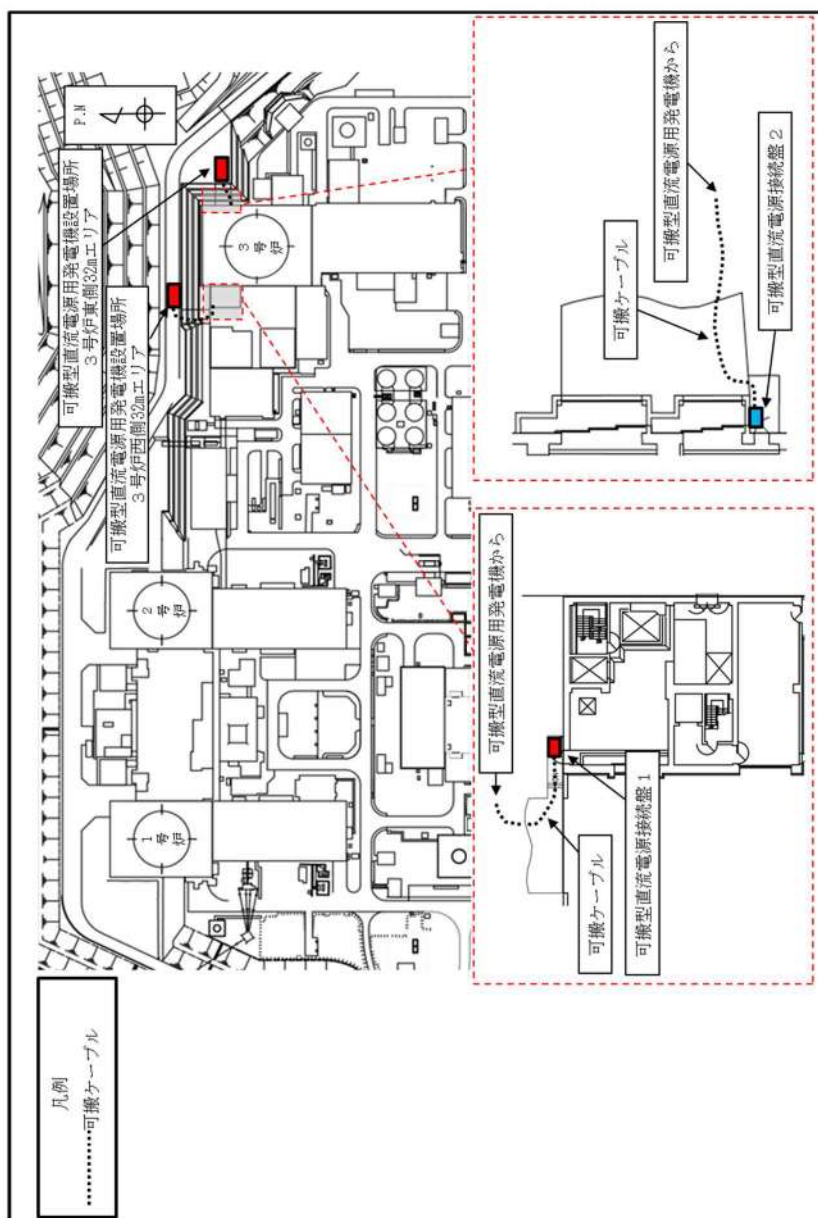 凡例
可搬ケーブル
P.N
可搬型直流電源用発電機設置場所
3号炉東側32mエリア
可搬型直流電源用発電機設置場所
3号炉西側32mエリア
1号
炉
2号
炉
3号
炉
可搬型直流電源用発電機から
可搬ケーブル
可搬型直流電源接続盤1
可搬型直流電源用発電機から
可搬ケーブル
可搬型直流電源接続盤2